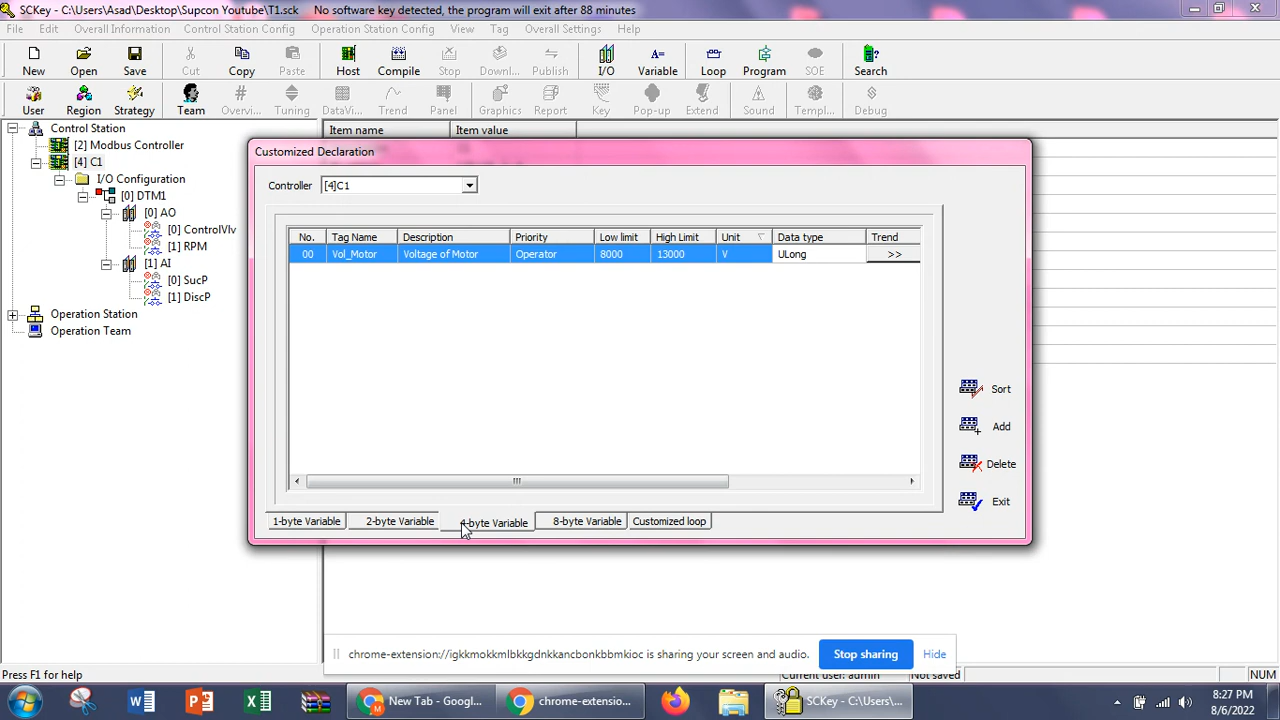 SCKey - C:\Users\Asad\Desktop\Supcon Youtube\T1.sck No software key detected, the program will exit after 88 minutes
File Edit Overall Information Control Station Config Operation Station Config View Tag Overall Settings Help
New Open Save Cut Copy Paste Host Compile Stop Downl... Publish I/O Variable Loop Program SOE Search
User Region Strategy Team Overvi... Tuning DataVi... Trend Panel Graphics Report Key Pop-up Extend Sound Templ... Debug
Control Station
[2] Modbus Controller
[4] C1
I/O Configuration
[0] DTM1
[0] AO
[0] ControlVlv
[1] RPM
[1] AI
[0] SucP
[1] DiscP
Operation Station
Operation Team
Item name Item value
Customized Declaration
Controller [4]C1
No. Tag Name Description Priority Low limit High Limit Unit Data type Trend
00 Vol_Motor Voltage of Motor Operator 8000 13000 V ULong >>
Sort
Add
Delete
Exit
1-byte Variable 2-byte Variable 4-byte Variable 8-byte Variable Customized loop
chrome-extension://igkkmokkmlbkkgdnkkancbonkbbmkioc is sharing your screen and audio. Stop sharing Hide
Press F1 for help Current user: admin Not saved NUM
New Tab - Googl... chrome-extensio... SCKey - C:\Users\... 8:27 PM
8/6/2022